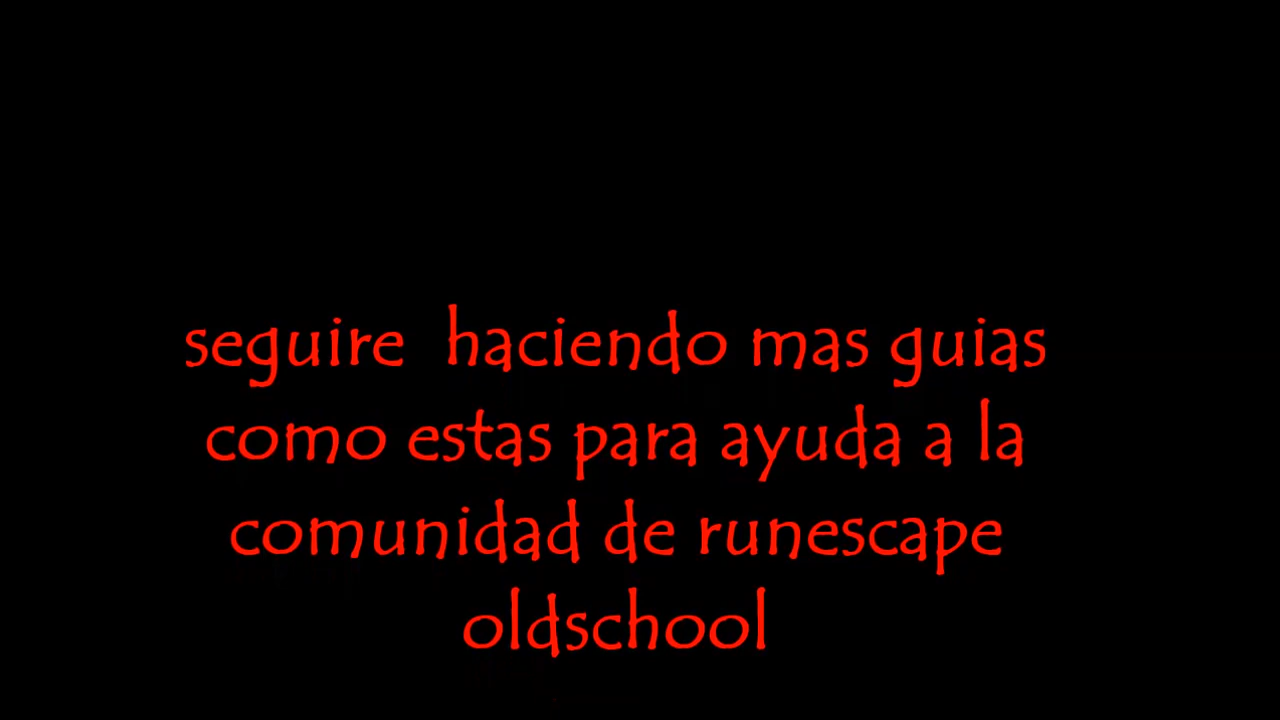 seguire  haciendo mas guias
como estas para ayuda a la
comunidad de runescape
oldschool